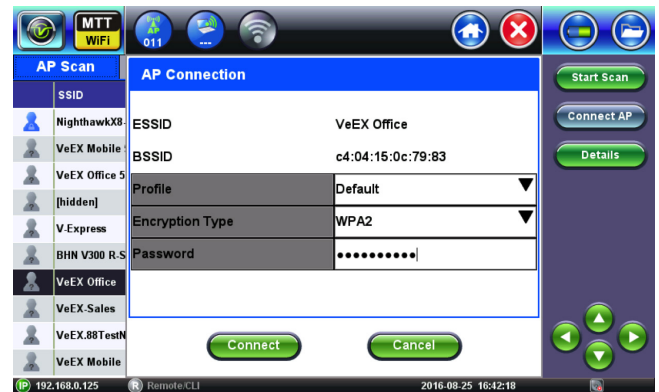 MTT
WiFi
011
---
AP Scan
AP Connection
Start Scan
SSID
Connect AP
Details
NighthawkX8-
ESSID
VeEX Office
VeEX Mobile
BSSID
c4:04:15:0c:79:83
VeEX Office 5
Profile
Default
[hidden]
Encryption Type
WPA2
V-Express
BHN V300 R-S
Password
••••••••••
VeEX Office
VeEX-Sales
VeEX.88TestN
Connect
Cancel
VeEX Mobile
IP 192.168.0.125
R Remote/CLI
2016-08-25 16:42:18